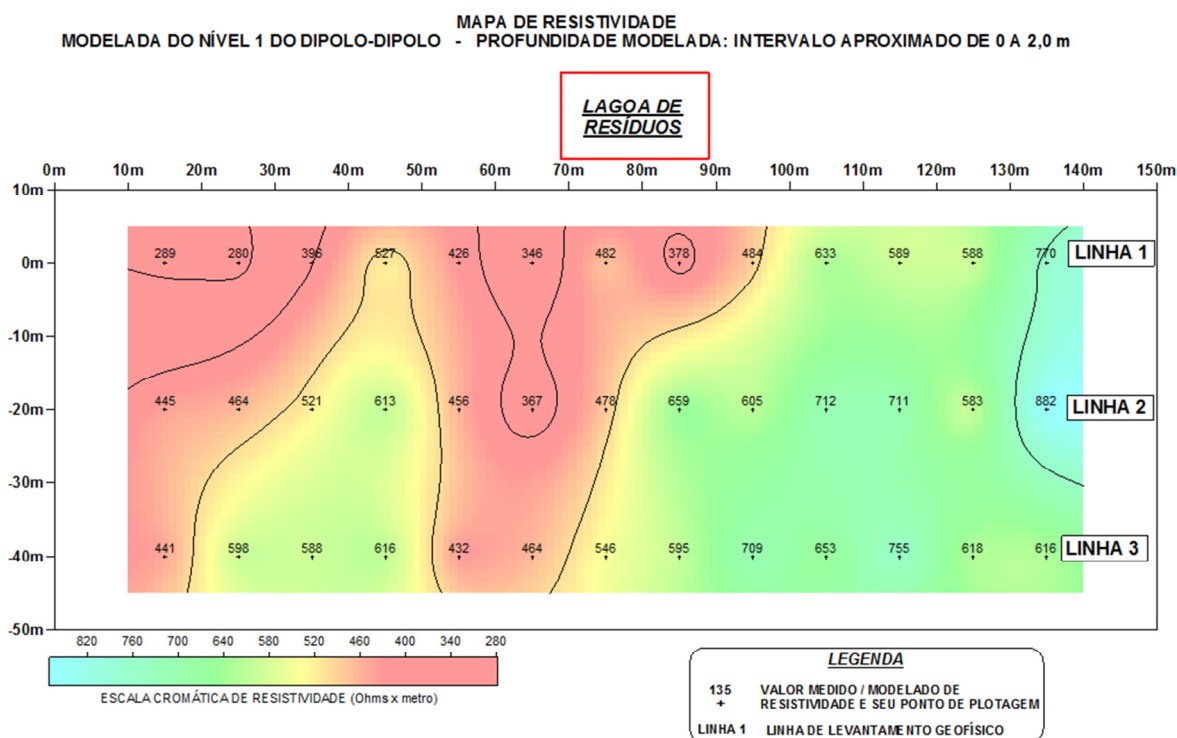 MAPA DE RESISTIVIDADE
MODELADA DO NÍVEL 1 DO DIPOLO-DIPOLO - PROFUNDIDADE MODELADA: INTERVALO APROXIMADO DE 0 A 2,0 m
LAGOA DE
RESÍDUOS
0m 10m 20m 30m 40m 50m 60m 70m 80m 90m 100m 110m 120m 130m 140m 150m
10m
0m 289 280 396 527 426 346 482 378 484 633 589 588 770 LINHA 1
-10m
-20m 445 464 521 613 456 367 478 659 605 712 711 583 882 LINHA 2
-30m
-40m 441 598 588 616 432 464 546 595 709 653 755 618 616 LINHA 3
-50m
820 760 700 640 580 520 460 400 340 280
ESCALA CROMÁTICA DE RESISTIVIDADE (Ohms x metro)
LEGENDA
135 VALOR MEDIDO / MODELADO DE
+ RESISTIVIDADE E SEU PONTO DE PLOTAGEM
LINHA 1 LINHA DE LEVANTAMENTO GEOFÍSICO